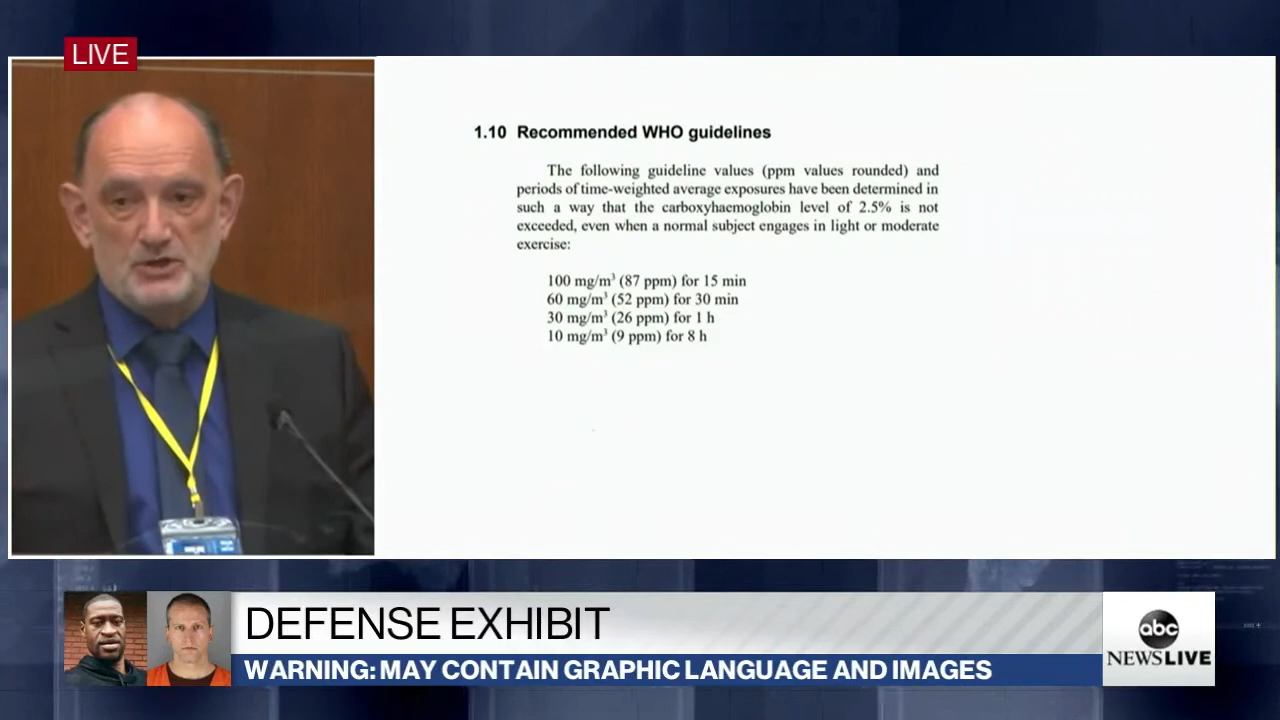 LIVE
1.10 Recommended WHO guidelines
The following guideline values (ppm values rounded) and
periods of time-weighted average exposures have been determined in
such a way that the carboxyhaemoglobin level of 2.5% is not
exceeded, even when a normal subject engages in light or moderate
exercise:
100 mg/m³ (87 ppm) for 15 min
60 mg/m³ (52 ppm) for 30 min
30 mg/m³ (26 ppm) for 1 h
10 mg/m³ (9 ppm) for 8 h
DEFENSE EXHIBIT
WARNING: MAY CONTAIN GRAPHIC LANGUAGE AND IMAGES
abc
NEWSLIVE